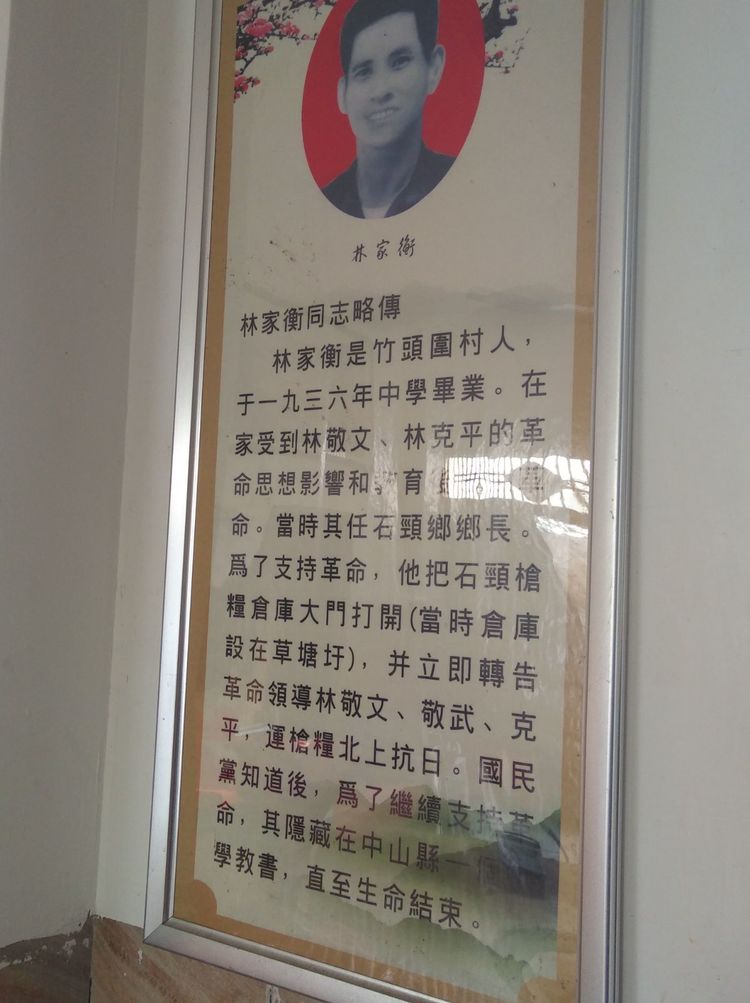 林家衡
林家衡同志略傳
林家衡是竹頭圍村人，
于一九三六年中學畢業。在
家受到林敬文、林克平的革
命思想影響和教育
命。當時其任石頸鄉鄉長。
爲了支持革命，他把石頸槍
糧倉庫大門打開(當時倉庫
設在草塘圩)，并立即轉告
革命領導林敬文、敬武、克
平，運槍糧北上抗日。國民
黨知道後，爲了繼續支持革
命，其隱藏在中山縣一個
學教書，直至生命結束。